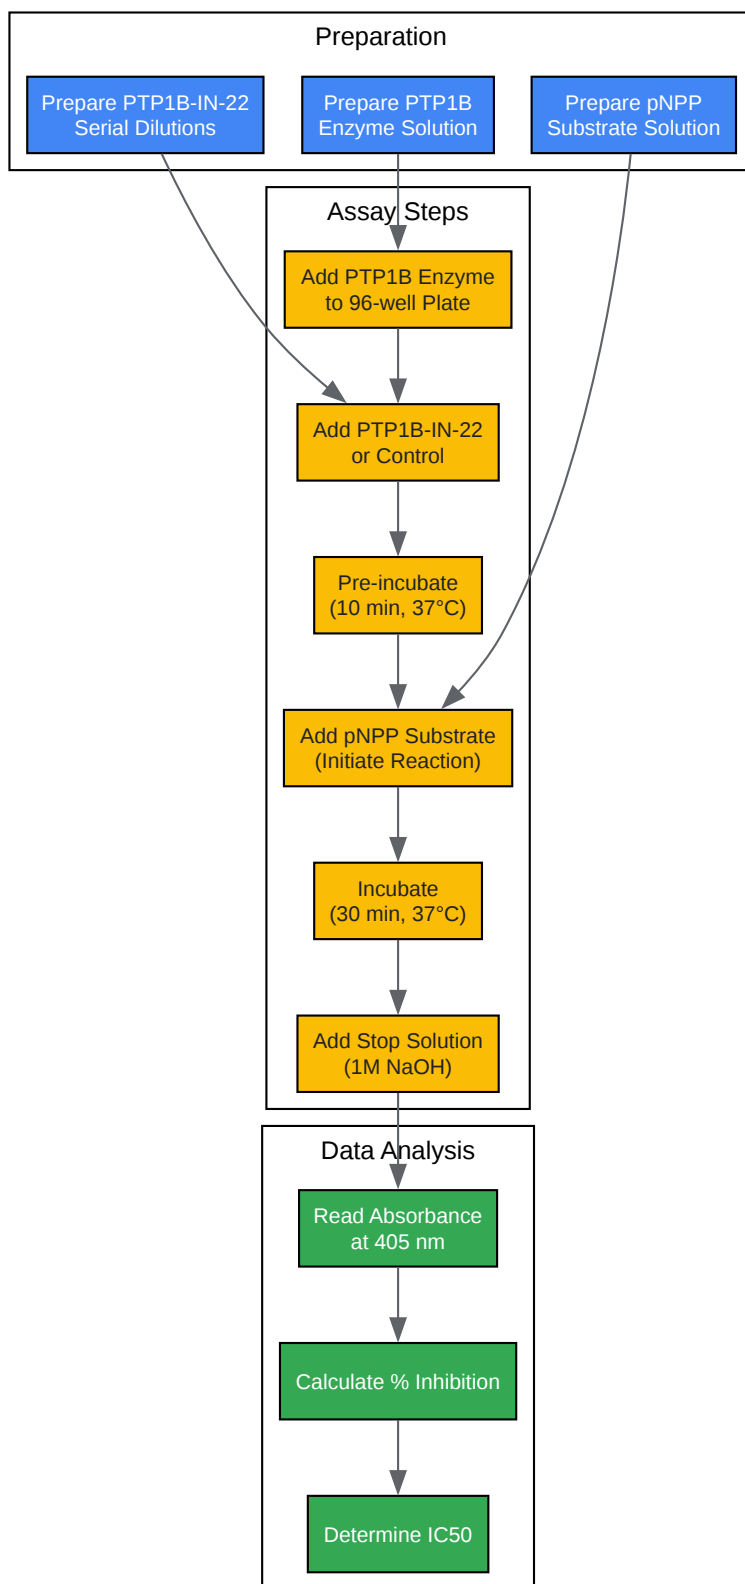 Preparation
Prepare PTP1B-IN-22
Serial Dilutions
Prepare PTP1B
Enzyme Solution
Prepare pNPP
Substrate Solution
Assay Steps
Add PTP1B Enzyme
to 96-well Plate
Add PTP1B-IN-22
or Control
Pre-incubate
(10 min, 37°C)
Add pNPP Substrate
(Initiate Reaction)
Incubate
(30 min, 37°C)
Add Stop Solution
(1M NaOH)
Data Analysis
Read Absorbance
at 405 nm
Calculate % Inhibition
Determine IC50